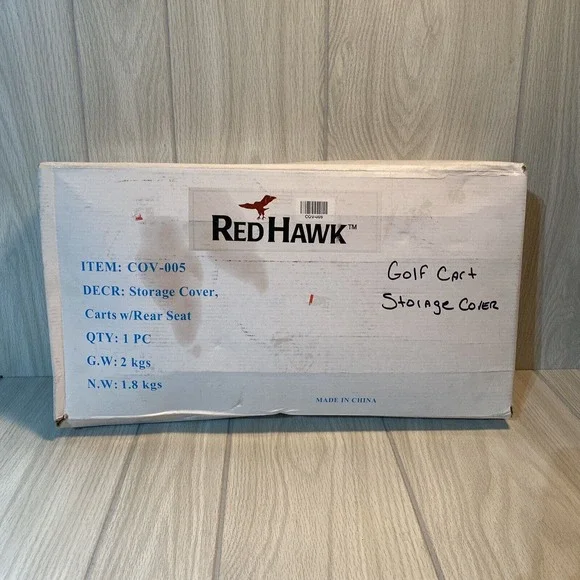 COV-005
RED HAWK™
ITEM: COV-005
DECR: Storage Cover,
Carts w/Rear Seat
QTY: 1 PC
G.W: 2 kgs
N.W: 1.8 kgs
Golf Cart
Storage Cover
MADE IN CHINA